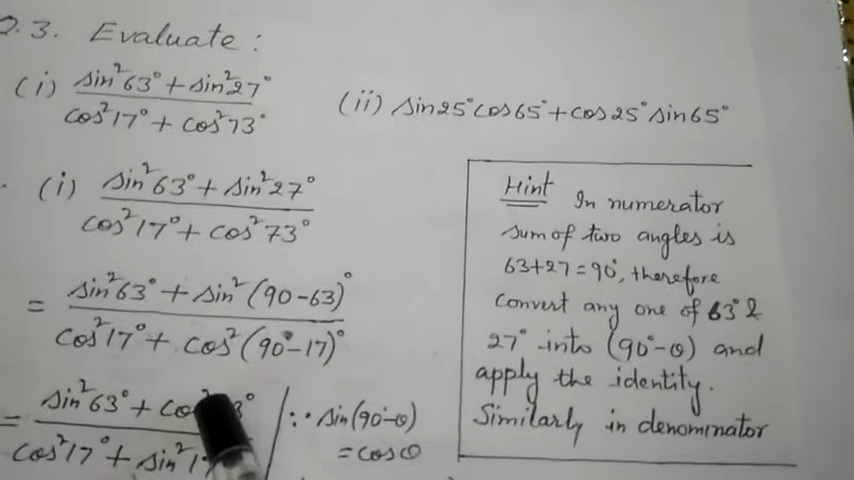 Q.3. Evaluate :
(i) sin²63° + sin²27° / cos²17° + cos²73°
(ii) sin25° cos65° + cos25° sin65°
(i) sin²63° + sin²27° / cos²17° + cos²73°
= sin²63° + sin²(90-63)° / cos²17° + cos²(90°-17)°
= sin²63° + / cos²17° + | ∵ sin(90°-θ)
= cosθ
Hint In numerator
sum of two angles is
63+27 = 90°, therefore
convert any one of 63° &
27° into (90°-θ) and
apply the identity.
Similarly in denominator